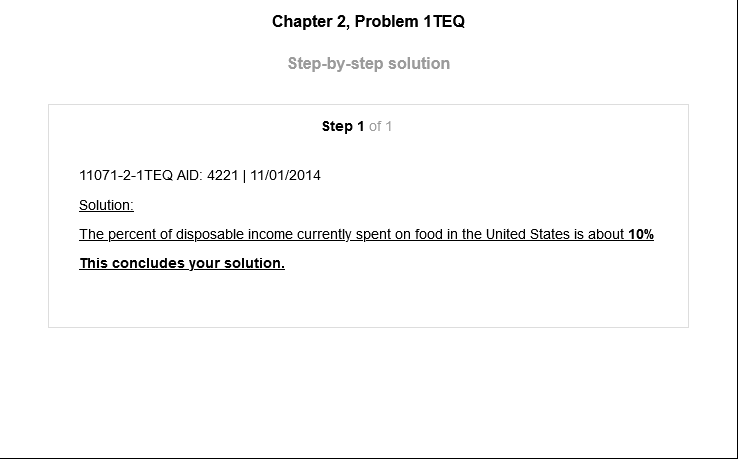 Chapter 2, Problem 1TEQ
Step-by-step solution
Step 1 of 1
11071-2-1TEQ AID: 4221 | 11/01/2014
Solution:
The percent of disposable income currently spent on food in the United States is about 10%
This concludes your solution.